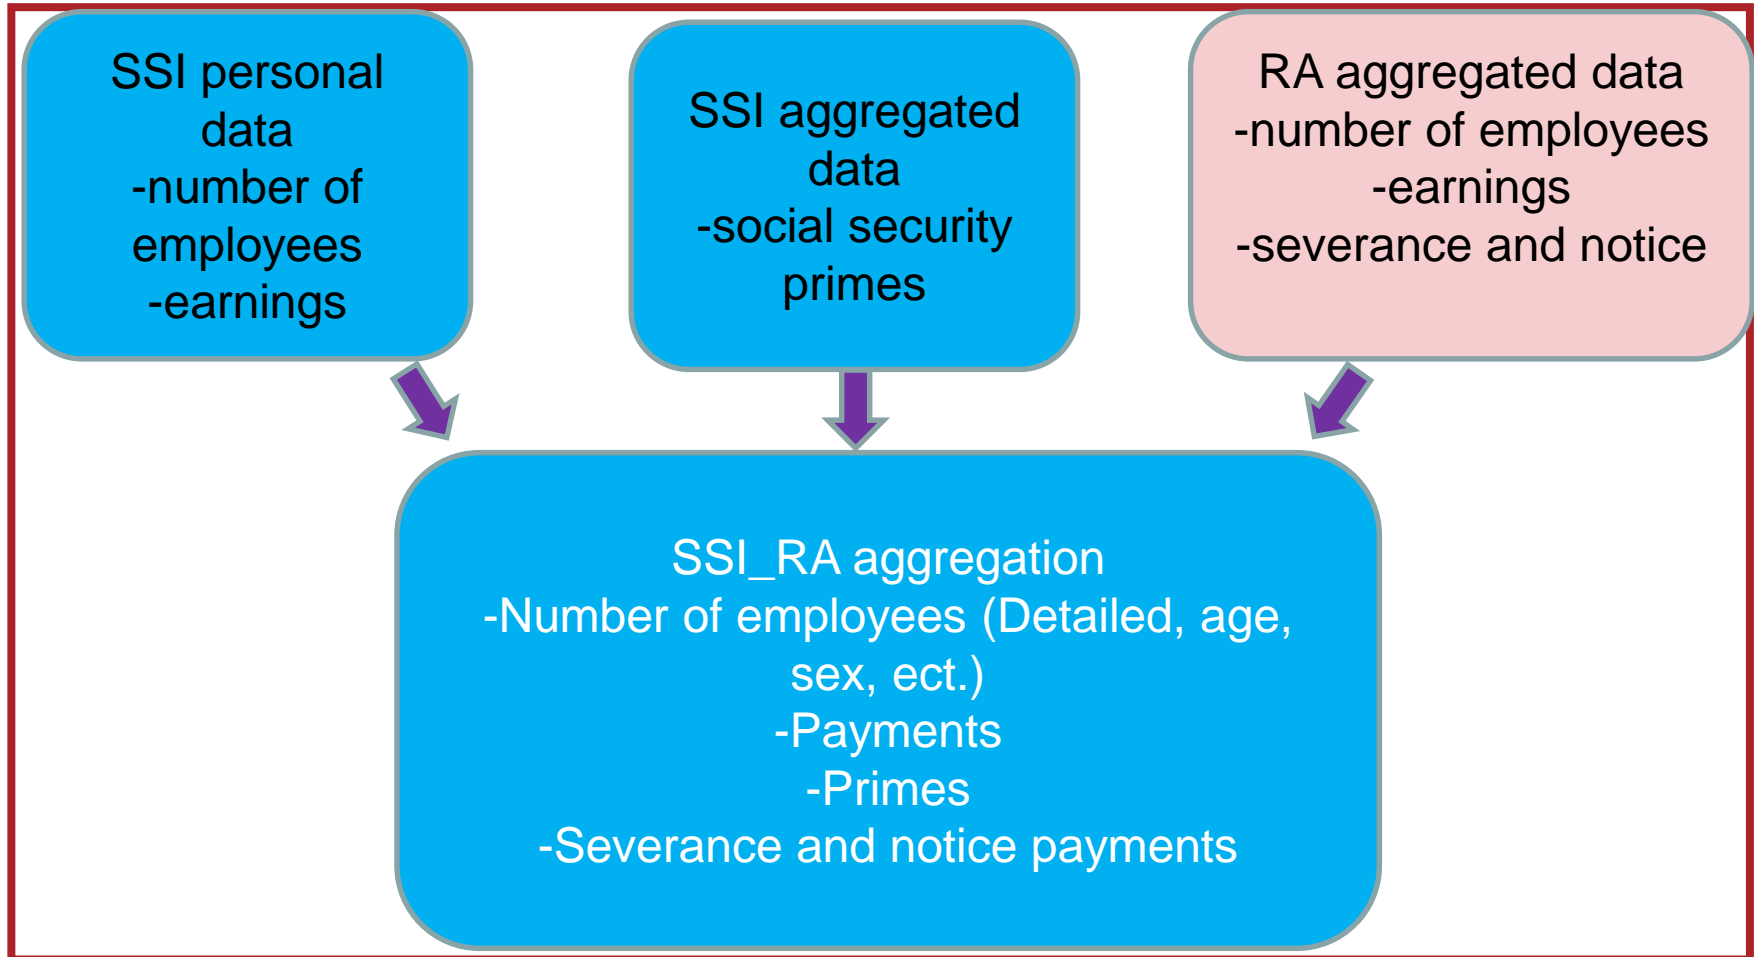 SSI personal
data
-number of
employees
-earnings
SSI aggregated
data
-social security
primes
RA aggregated data
-number of employees
-earnings
-severance and notice
SSI_RA aggregation
-Number of employees (Detailed, age,
sex, ect.)
-Payments
-Primes
-Severance and notice payments